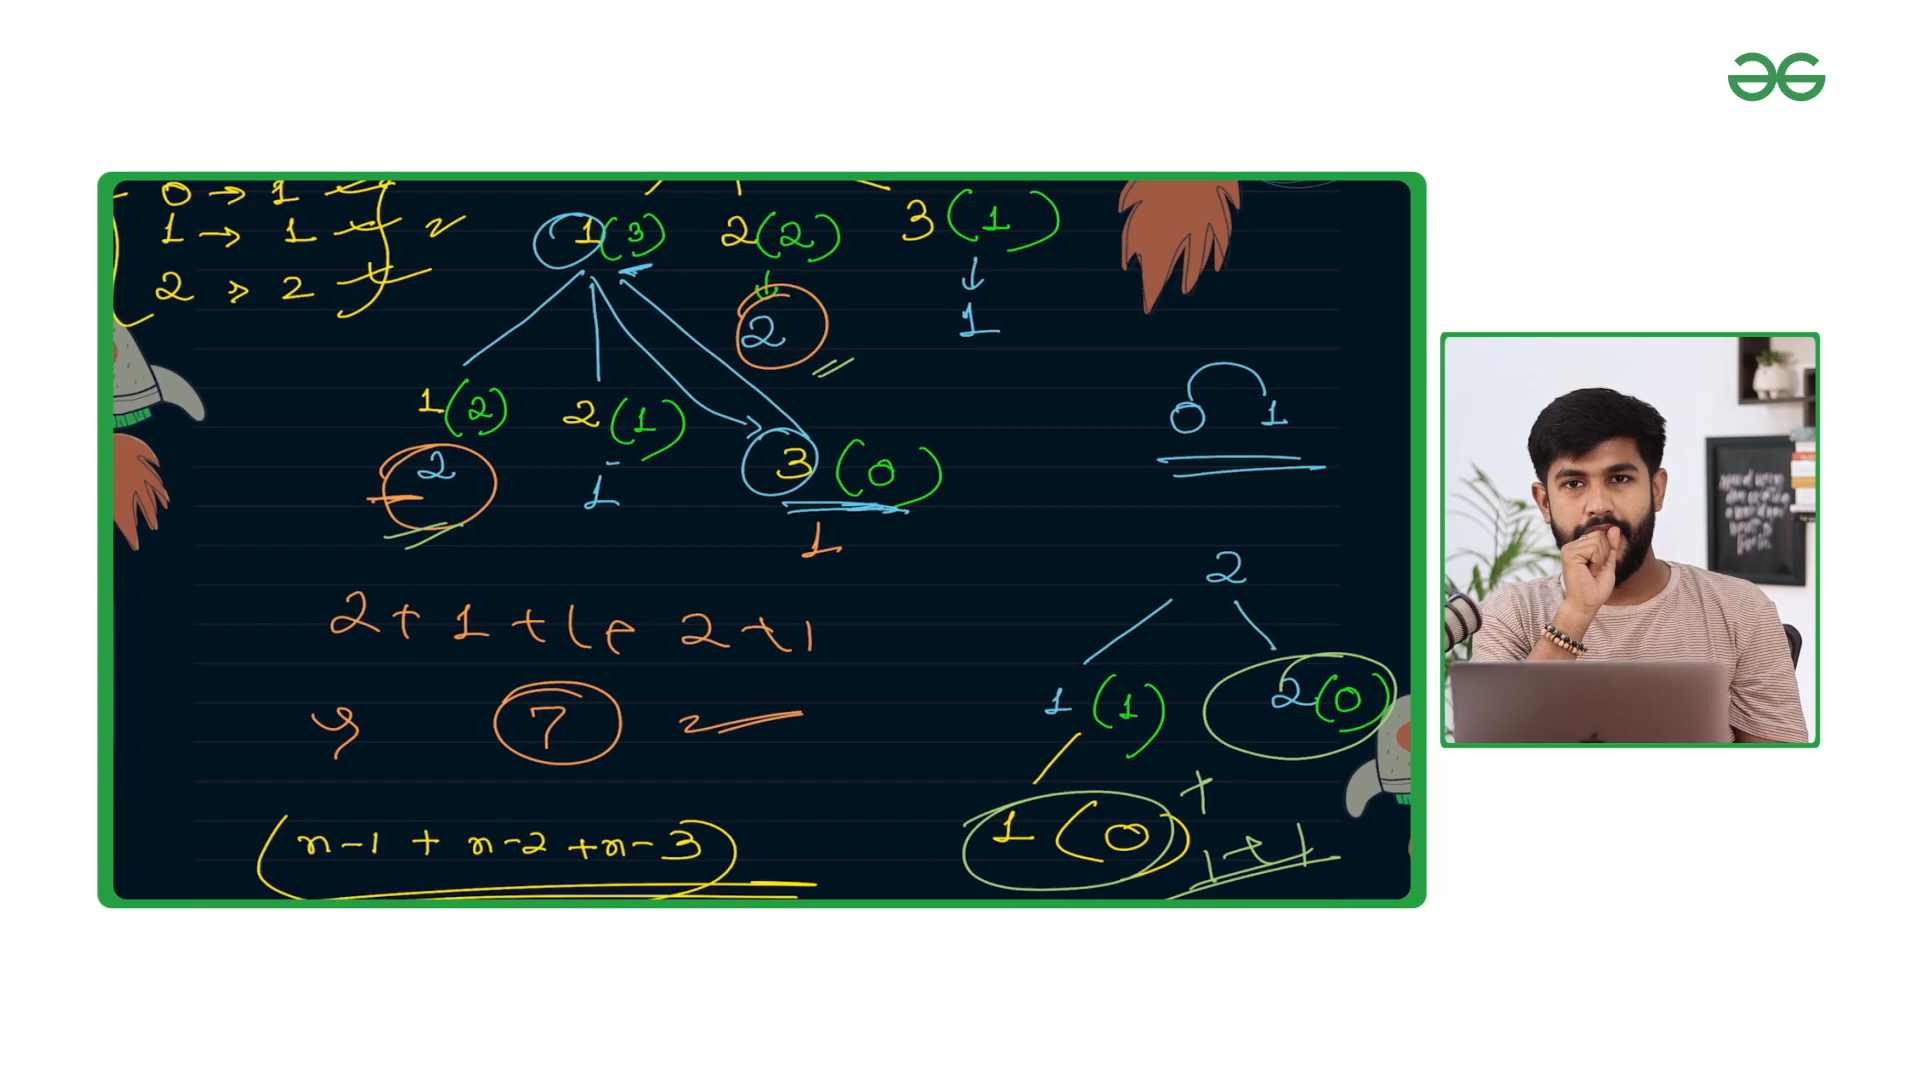 0 → 1
1 → 1
2 > 2
1(3) 2(2) 3(1)
2 1
1(2) 2(1) 3(0)
2 1 1
0 1
2 + 1 + 1 + 2 + 1
7
(n-1 + n-2 + n-3)
2
1(1) 2(0)
1(0) +
1+1